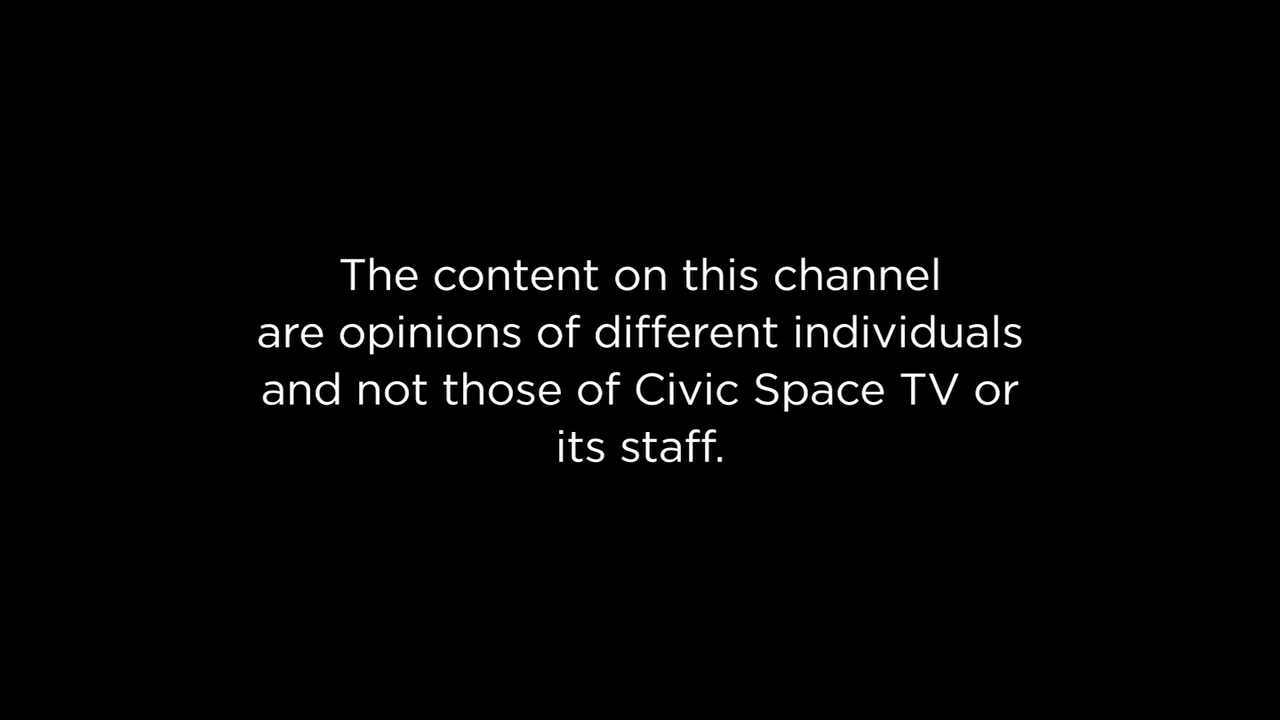 The content on this channel
are opinions of different individuals
and not those of Civic Space TV or
its staff.